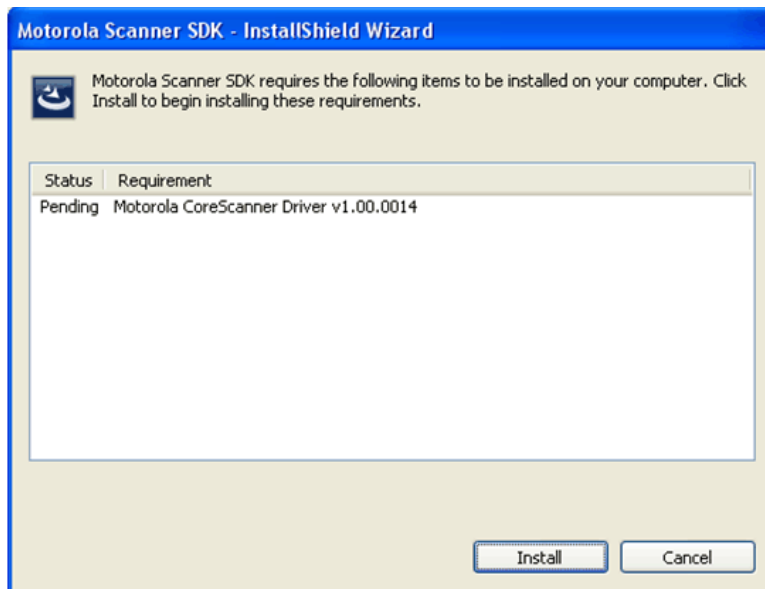 Motorola Scanner SDK - InstallShield Wizard
Motorola Scanner SDK requires the following items to be installed on your computer. Click
Install to begin installing these requirements.
Status Requirement
Pending Motorola CoreScanner Driver v1.00.0014
Install Cancel